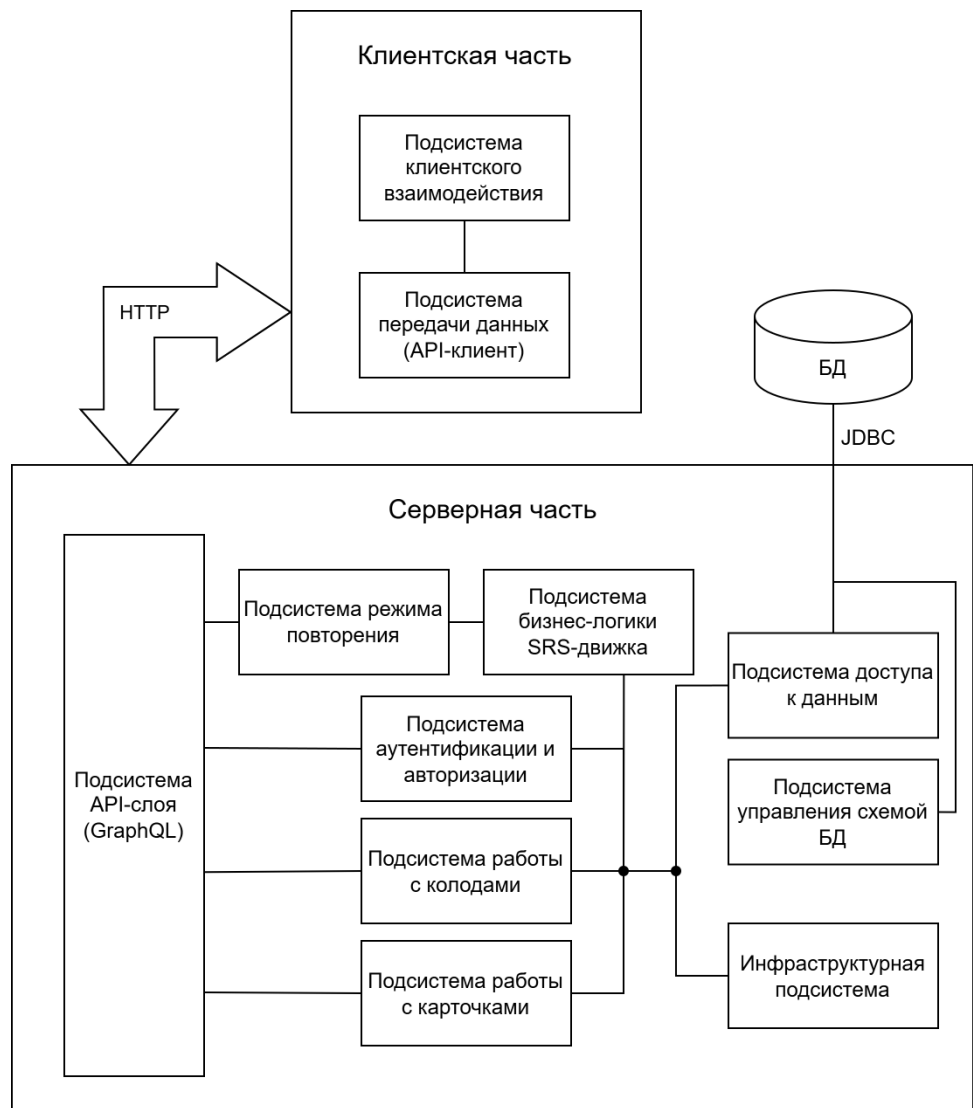 Клиентская часть
Подсистема
клиентского
взаимодействия
Подсистема
передачи данных
(API-клиент)
HTTP
БД
JDBC
Серверная часть
Подсистема
API-слоя
(GraphQL)
Подсистема режима
повторения
Подсистема
бизнес-логики
SRS-движка
Подсистема
аутентификации и
авторизации
Подсистема работы
с колодами
Подсистема работы
с карточками
Подсистема доступа
к данным
Подсистема
управления схемой
БД
Инфраструктурная
подсистема